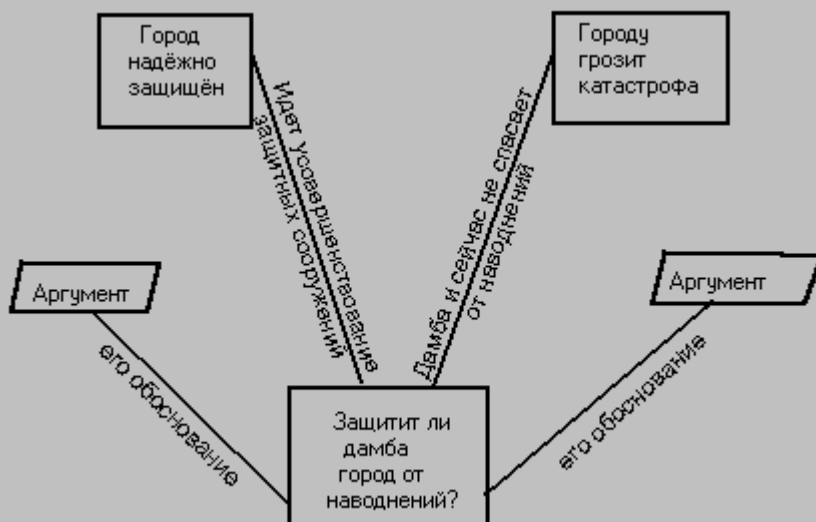 Город
надёжно
защищён
Городу
грозит
катастрофа
Идет усовершенствование
защитных сооружений
Дамба и сейчас не спасает
от наводнений
Аргумент
Аргумент
его обоснование
его обоснование
Защитит ли
дамба
город от
наводнений?